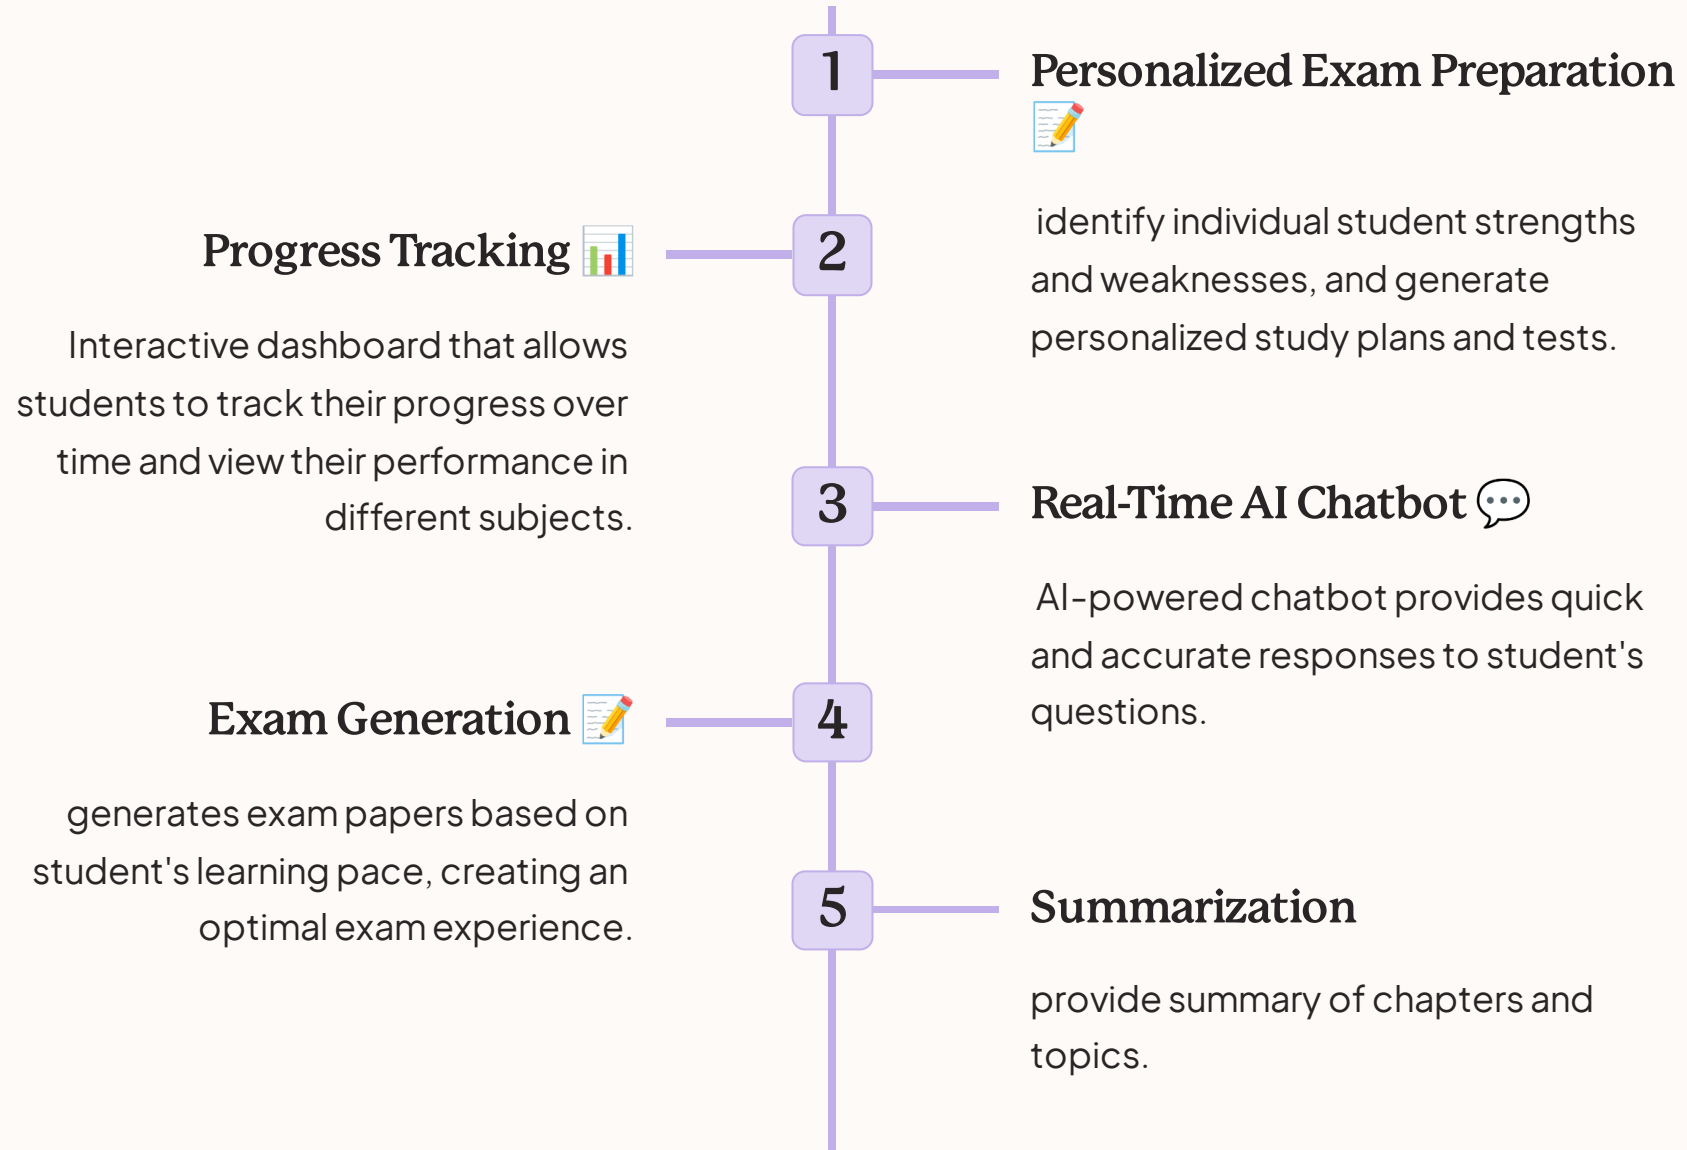 1
Personalized Exam Preparation
📝
identify individual student strengths
and weaknesses, and generate
personalized study plans and tests.
2
Progress Tracking 📊
Interactive dashboard that allows
students to track their progress over
time and view their performance in
different subjects.
3
Real-Time AI Chatbot 💬
AI-powered chatbot provides quick
and accurate responses to student's
questions.
4
Exam Generation 📝
generates exam papers based on
student's learning pace, creating an
optimal exam experience.
5
Summarization
provide summary of chapters and
topics.